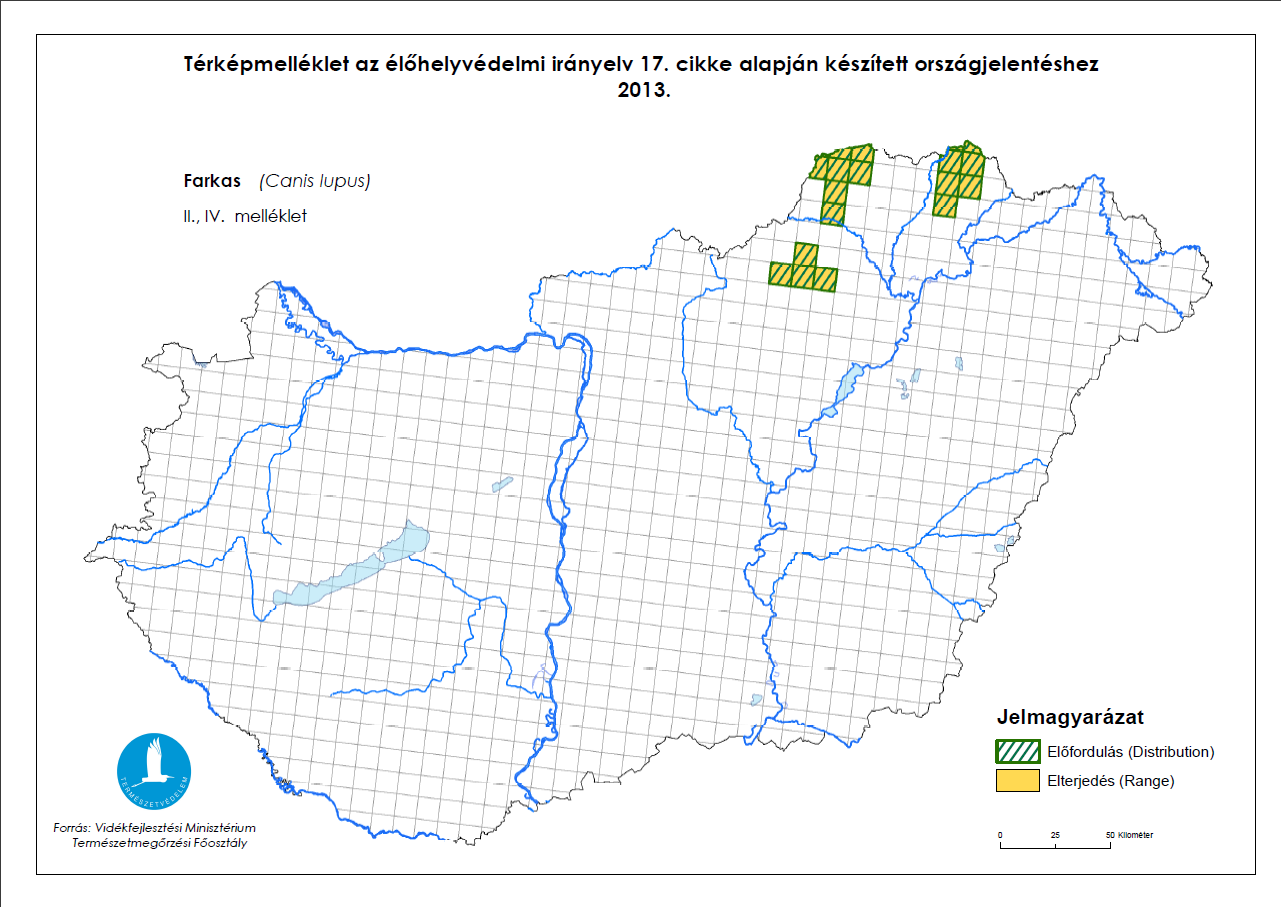 Térképmelléklet az élőhelyvédelmi irányelv 17. cikke alapján készített országjelentéshez
2013.
Farkas (Canis lupus)
II., IV. melléklet
Jelmagyarázat
Előfordulás (Distribution)
Elterjedés (Range)
0 25 50 Kilométer
TERMÉSZETVÉDELEM
Forrás: Vidékfejlesztési Minisztérium
Természetmegőrzési Főosztály